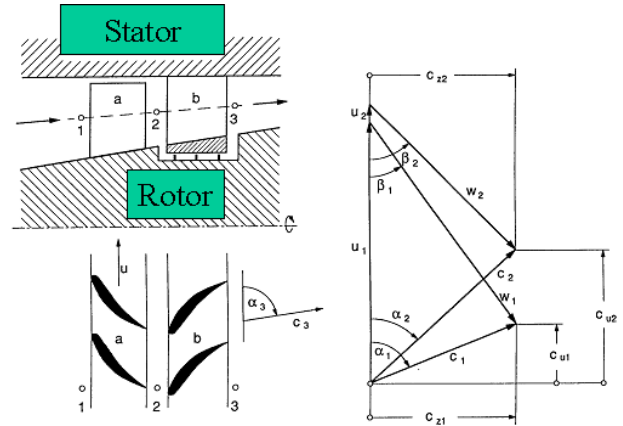 Stator
a
b
1
2
3
Rotor
u
a
b
α3
c3
1
2
3
cz2
u2
β2
β1
w2
u1
c2
w1
α2
α1
c1
cu2
cu1
cz1